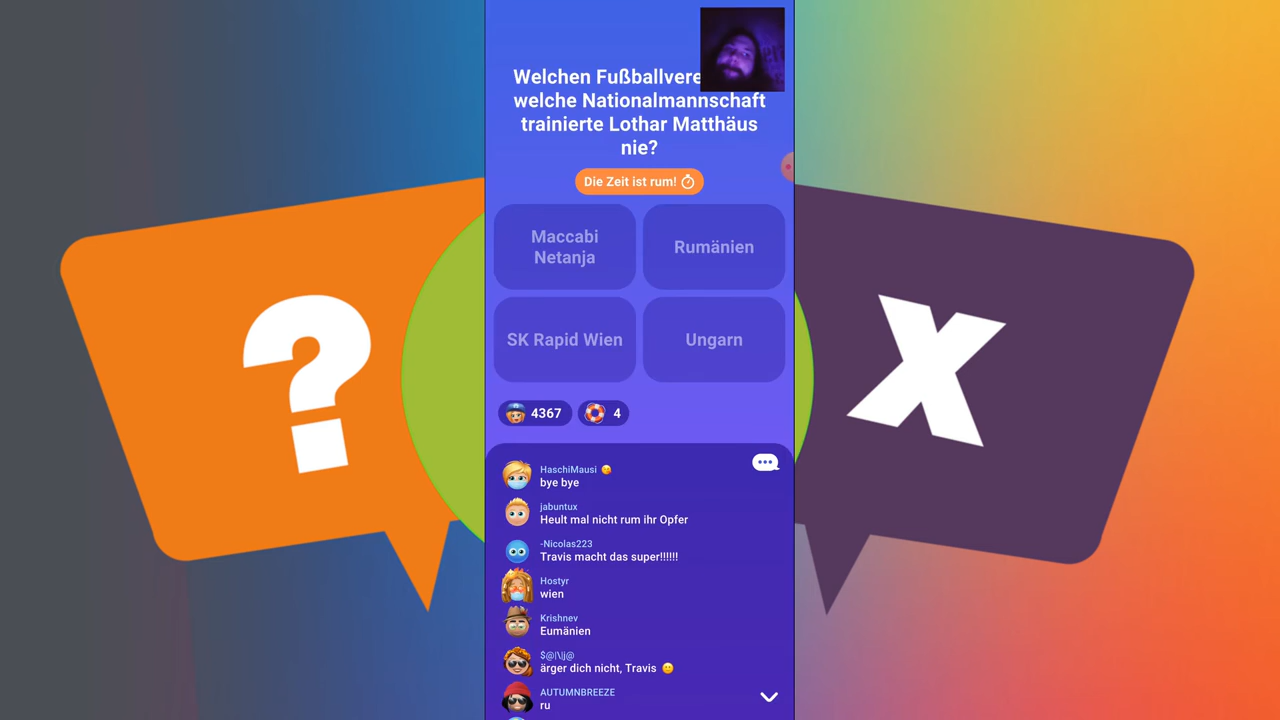 Welchen Fußballvere
welche Nationalmannschaft
trainierte Lothar Matthäus
nie?
Die Zeit ist rum!
Maccabi
Netanja
Rumänien
SK Rapid Wien
Ungarn
4367
4
?
X
HaschiMausi 😘
bye bye
jabuntux
Heult mal nicht rum ihr Opfer
-Nicolas223
Travis macht das super!!!!!!
Hostyr
wien
Krishnev
Eumänien
$@|\|j@
ärger dich nicht, Travis 🙂
AUTUMNBREEZE
ru